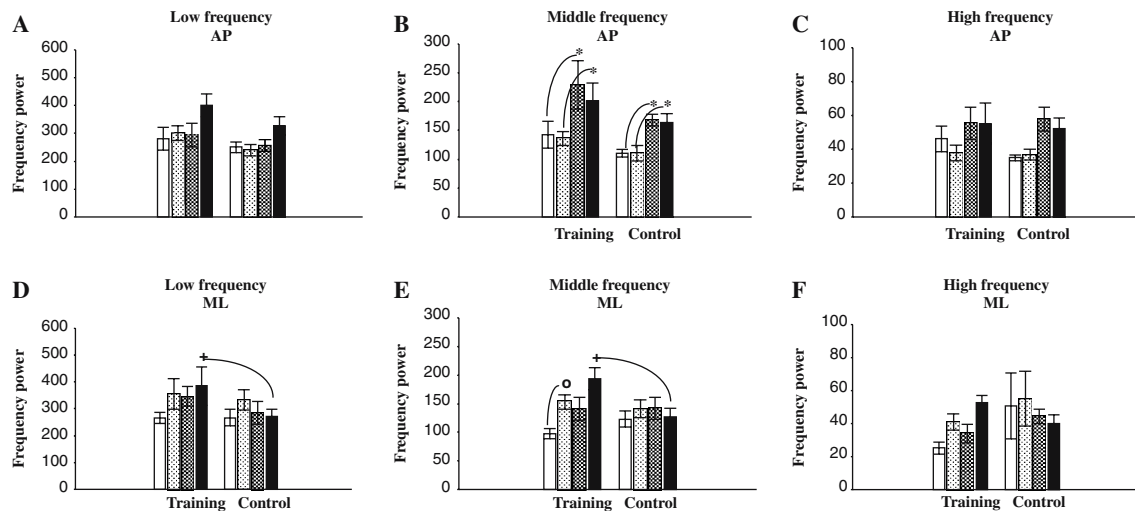 A
Low frequency
AP
Frequency power
600
500
400
300
200
100
0
B
Middle frequency
AP
Frequency power
300
250
200
150
100
50
0
*
*
*
*
Training Control
C
High frequency
AP
Frequency power
100
80
60
40
20
0
Training Control
D
Low frequency
ML
Frequency power
600
500
400
300
200
100
0
+
Training Control
E
Middle frequency
ML
Frequency power
300
250
200
150
100
50
0
o
+
Training Control
F
High frequency
ML
Frequency power
100
80
60
40
20
0
Training Control